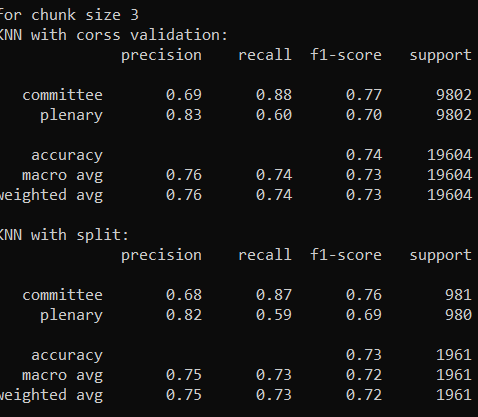 for chunk size 3
KNN with corss validation:
precision recall f1-score support
committee 0.69 0.88 0.77 9802
plenary 0.83 0.60 0.70 9802
accuracy 0.74 19604
macro avg 0.76 0.74 0.73 19604
weighted avg 0.76 0.74 0.73 19604
KNN with split:
precision recall f1-score support
committee 0.68 0.87 0.76 981
plenary 0.82 0.59 0.69 980
accuracy 0.73 1961
macro avg 0.75 0.73 0.72 1961
weighted avg 0.75 0.73 0.72 1961